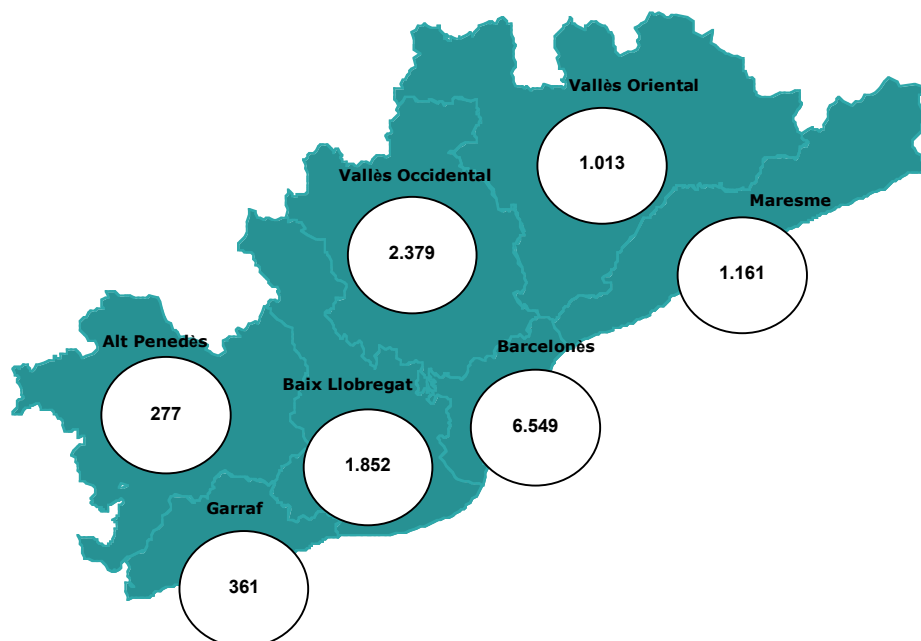 Vallès Oriental
1.013
Vallès Occidental
2.379
Maresme
1.161
Alt Penedès
277
Barcelonès
6.549
Baix Llobregat
1.852
Garraf
361